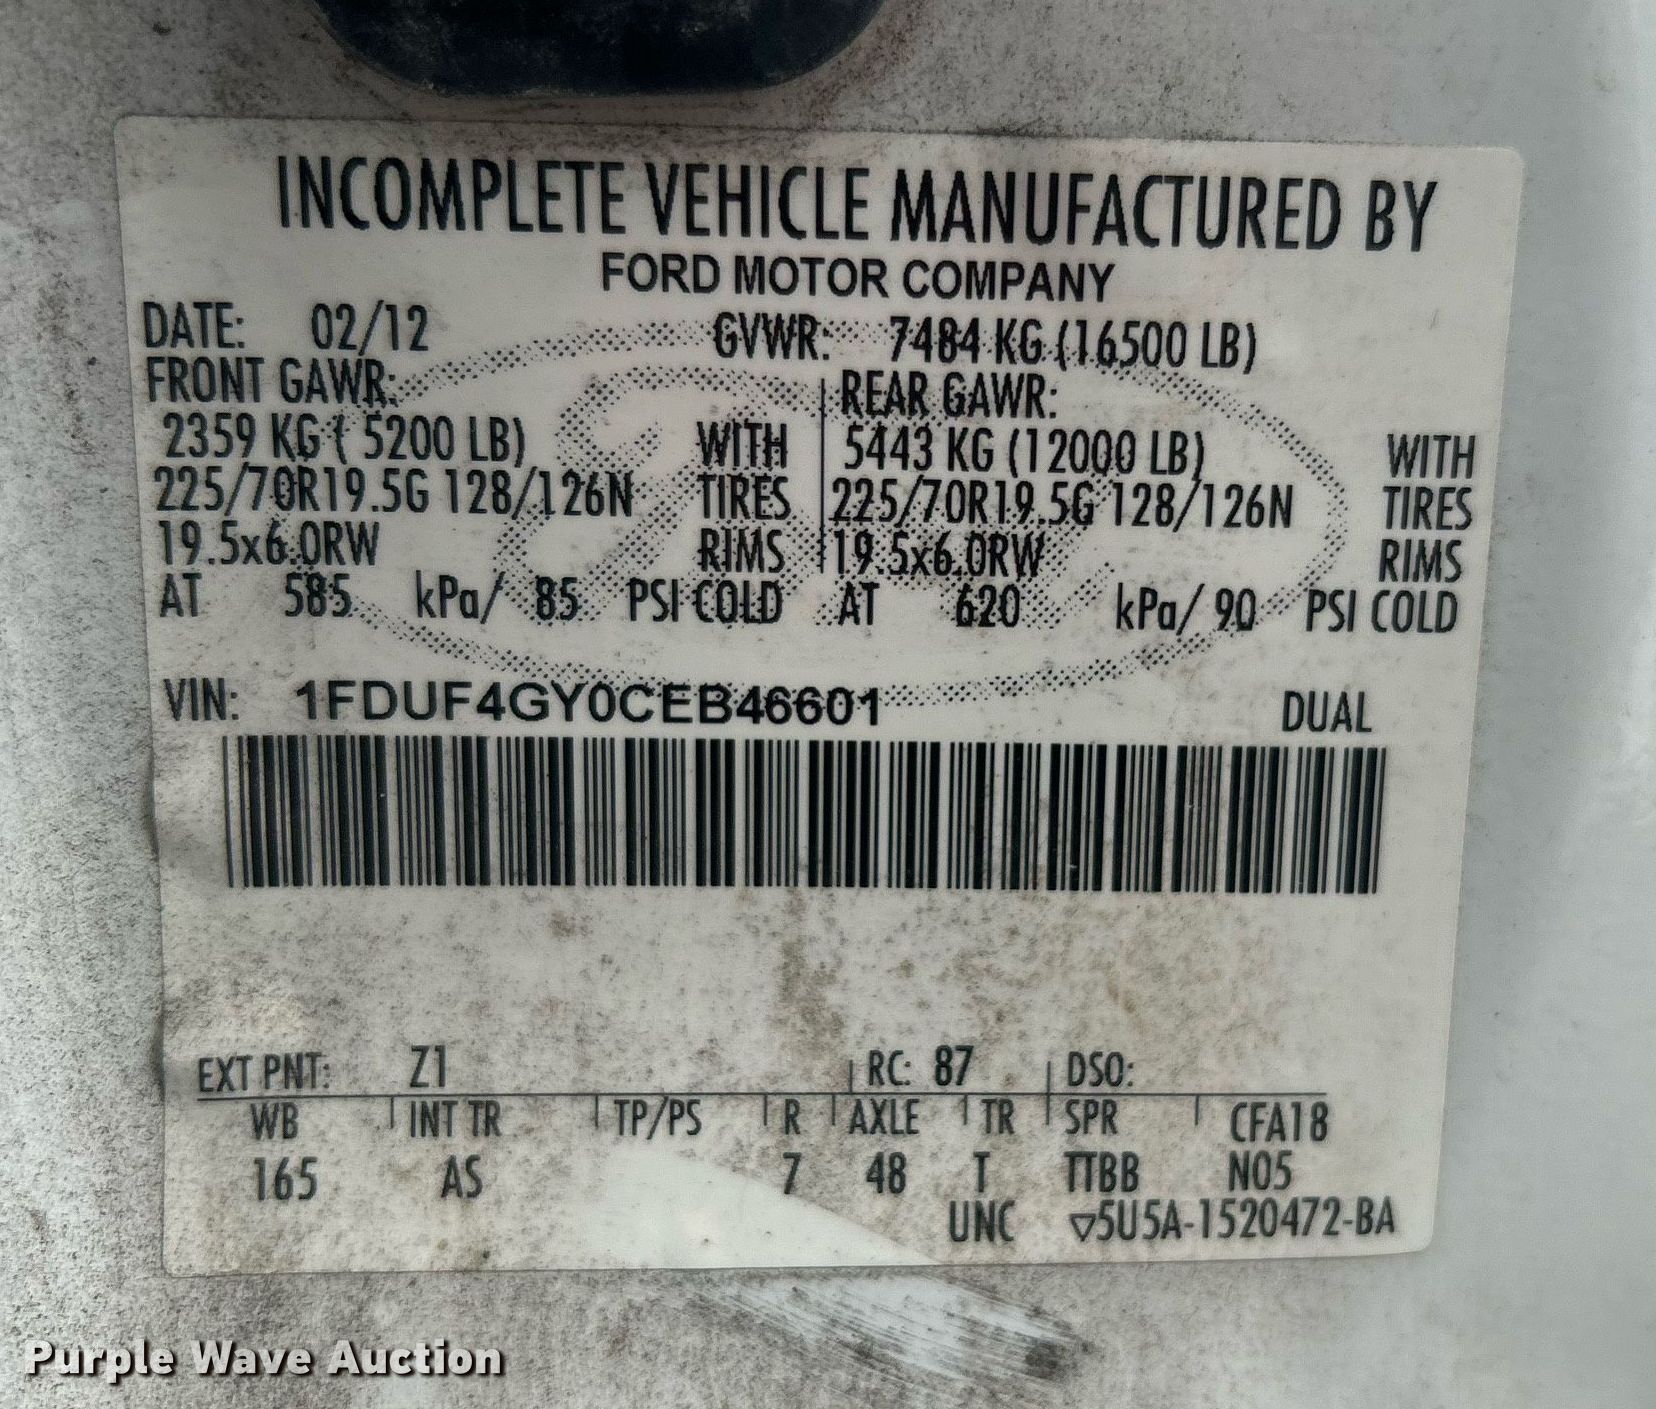 INCOMPLETE VEHICLE MANUFACTURED BY
FORD MOTOR COMPANY
DATE: 02/12 GVWR: 7484 KG (16500 LB)
FRONT GAWR: REAR GAWR:
2359 KG ( 5200 LB) WITH 5443 KG (12000 LB) WITH
225/70R19.5G 128/126N TIRES 225/70R19.5G 128/126N TIRES
19.5x6.0RW RIMS 19.5x6.0RW RIMS
AT 585 kPa/ 85 PSI COLD AT 620 kPa/ 90 PSI COLD
VIN: 1FDUF4GY0CEB46601 DUAL
EXT PNT: Z1 RC: 87 DSO:
WB INT TR TP/PS R AXLE TR SPR CFA18
165 AS 7 48 T TTBB N05
UNC ▽5U5A-1520472-BA
Purple Wave Auction